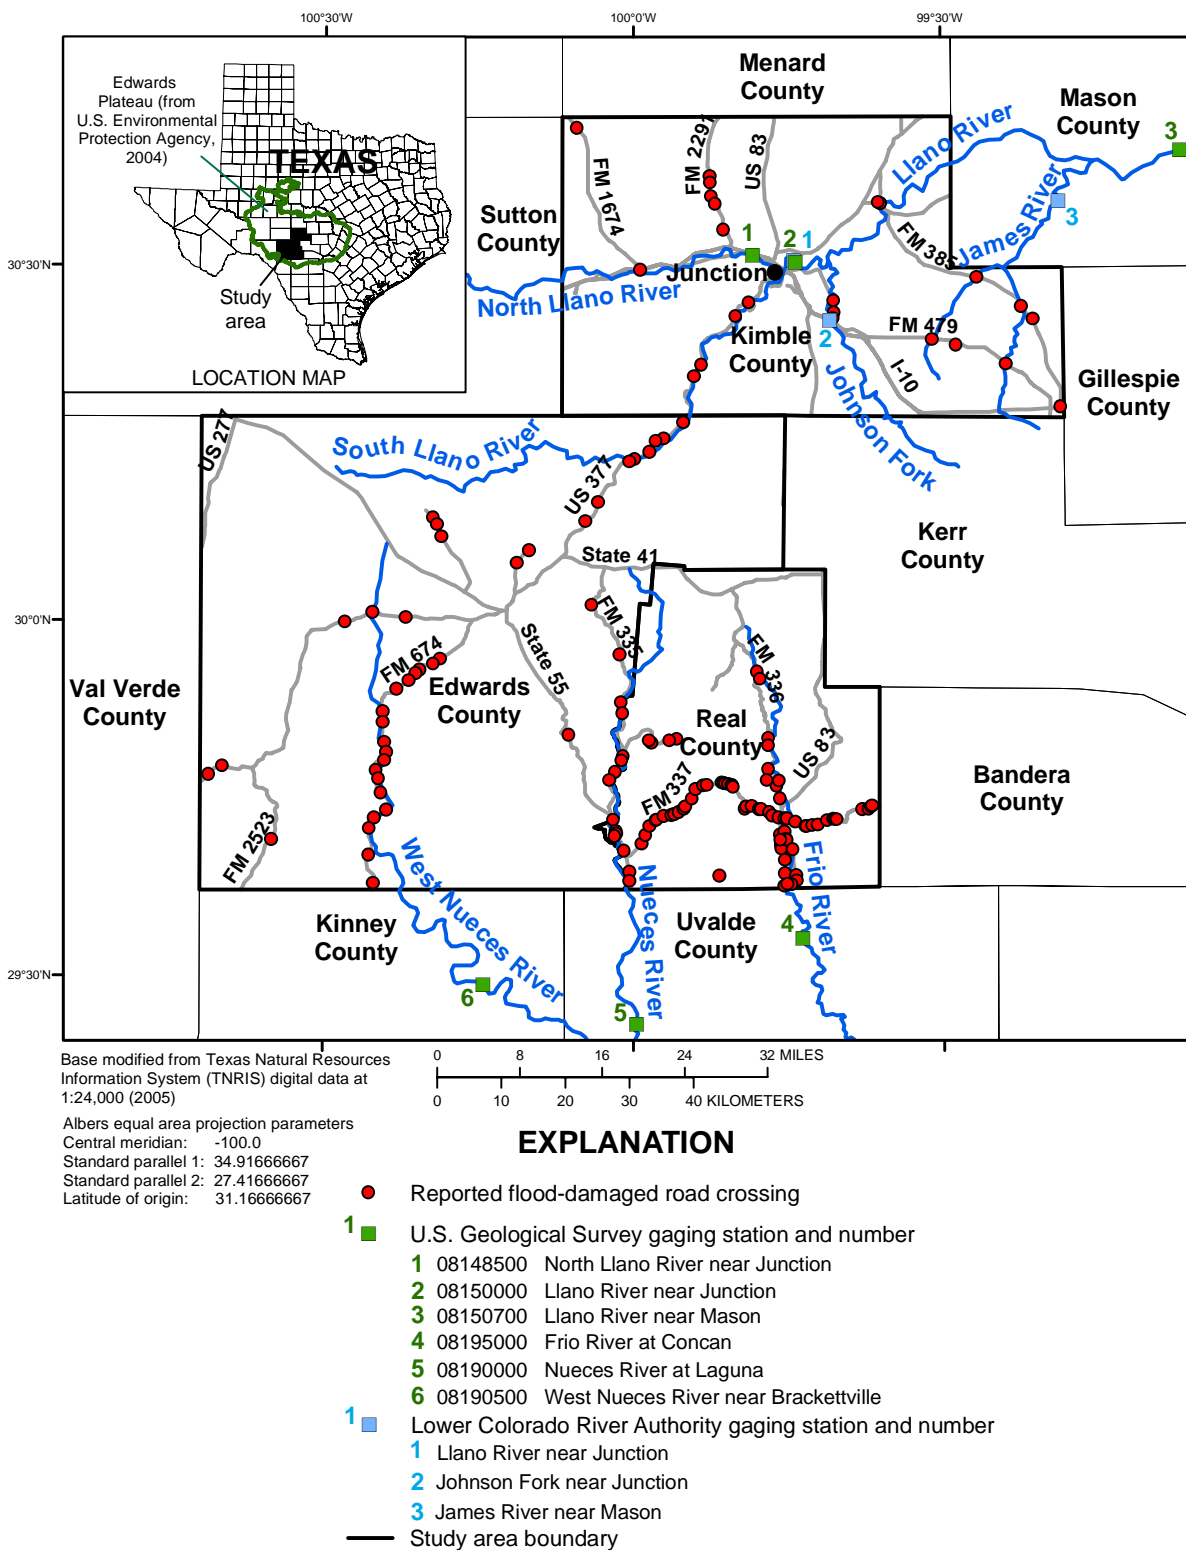 100°30'W
100°0'W
99°30'W
Edwards
Plateau (from
U.S. Environmental
Protection Agency,
2004)
TEXAS
Study
area
LOCATION MAP
Menard
County
Mason
County
3
Llano River
FM 2291
US 83
FM 1674
Sutton
County
James River
3
FM 385
1
2
1
30°30'N
Junction
North Llano River
Kimble
County
2
FM 479
I-10
Johnson Fork
Gillespie
County
US 277
South Llano River
US 377
Kerr
County
State 41
30°0'N
FM 335
State 55
FM 674
FM 336
Val Verde
County
Edwards
County
Real
County
US 83
FM 337
Bandera
County
FM 2523
West Nueces River
Nueces River
Frio River
Kinney
County
Uvalde
County
4
29°30'N
6
5
Base modified from Texas Natural Resources
Information System (TNRIS) digital data at
1:24,000 (2005)
0 8 16 24 32 MILES
0 10 20 30 40 KILOMETERS
Albers equal area projection parameters
Central meridian: -100.0
Standard parallel 1: 34.91666667
Standard parallel 2: 27.41666667
Latitude of origin: 31.16666667
EXPLANATION
Reported flood-damaged road crossing
1 U.S. Geological Survey gaging station and number
1 08148500 North Llano River near Junction
2 08150000 Llano River near Junction
3 08150700 Llano River near Mason
4 08195000 Frio River at Concan
5 08190000 Nueces River at Laguna
6 08190500 West Nueces River near Brackettville
1 Lower Colorado River Authority gaging station and number
1 Llano River near Junction
2 Johnson Fork near Junction
3 James River near Mason
Study area boundary